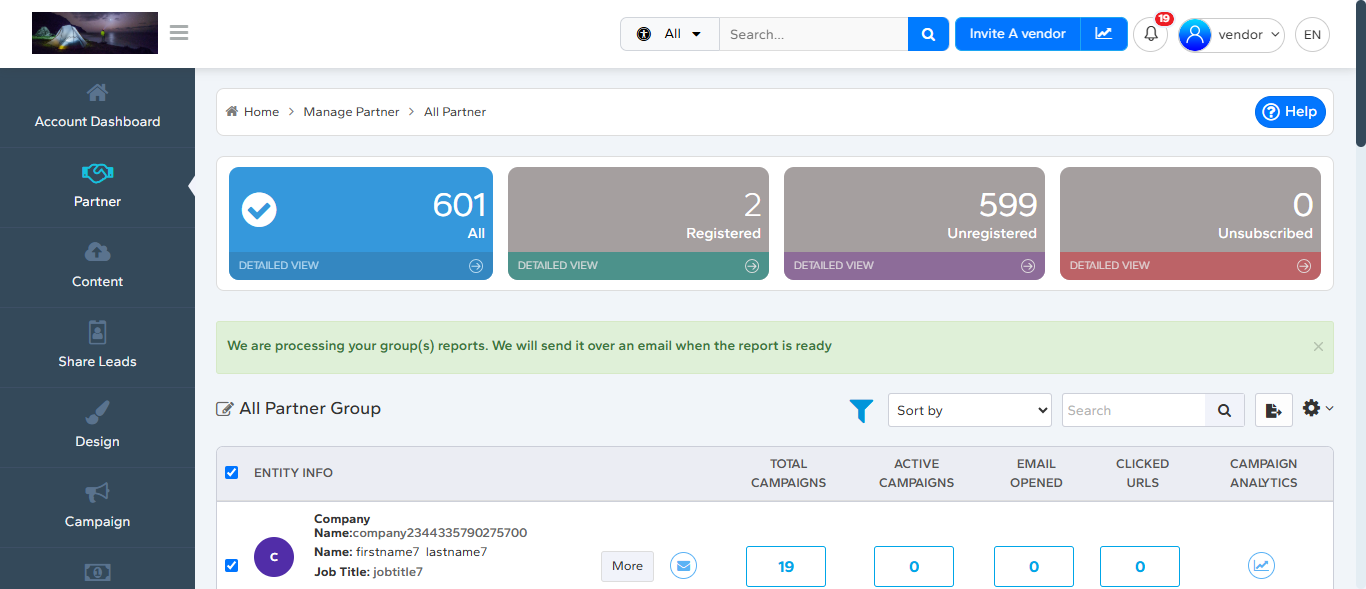 All
Search...
Invite A vendor
19
vendor
EN
Account Dashboard
Partner
Content
Share Leads
Design
Campaign
Home > Manage Partner > All Partner
Help
601
All
DETAILED VIEW
2
Registered
DETAILED VIEW
599
Unregistered
DETAILED VIEW
0
Unsubscribed
DETAILED VIEW
We are processing your group(s) reports. We will send it over an email when the report is ready
×
All Partner Group
Sort by
Search
ENTITY INFO
TOTAL
CAMPAIGNS
ACTIVE
CAMPAIGNS
EMAIL
OPENED
CLICKED
URLS
CAMPAIGN
ANALYTICS
C
Company
Name:company2344335790275700
Name: firstname7 lastname7
Job Title: jobtitle7
More
19
0
0
0